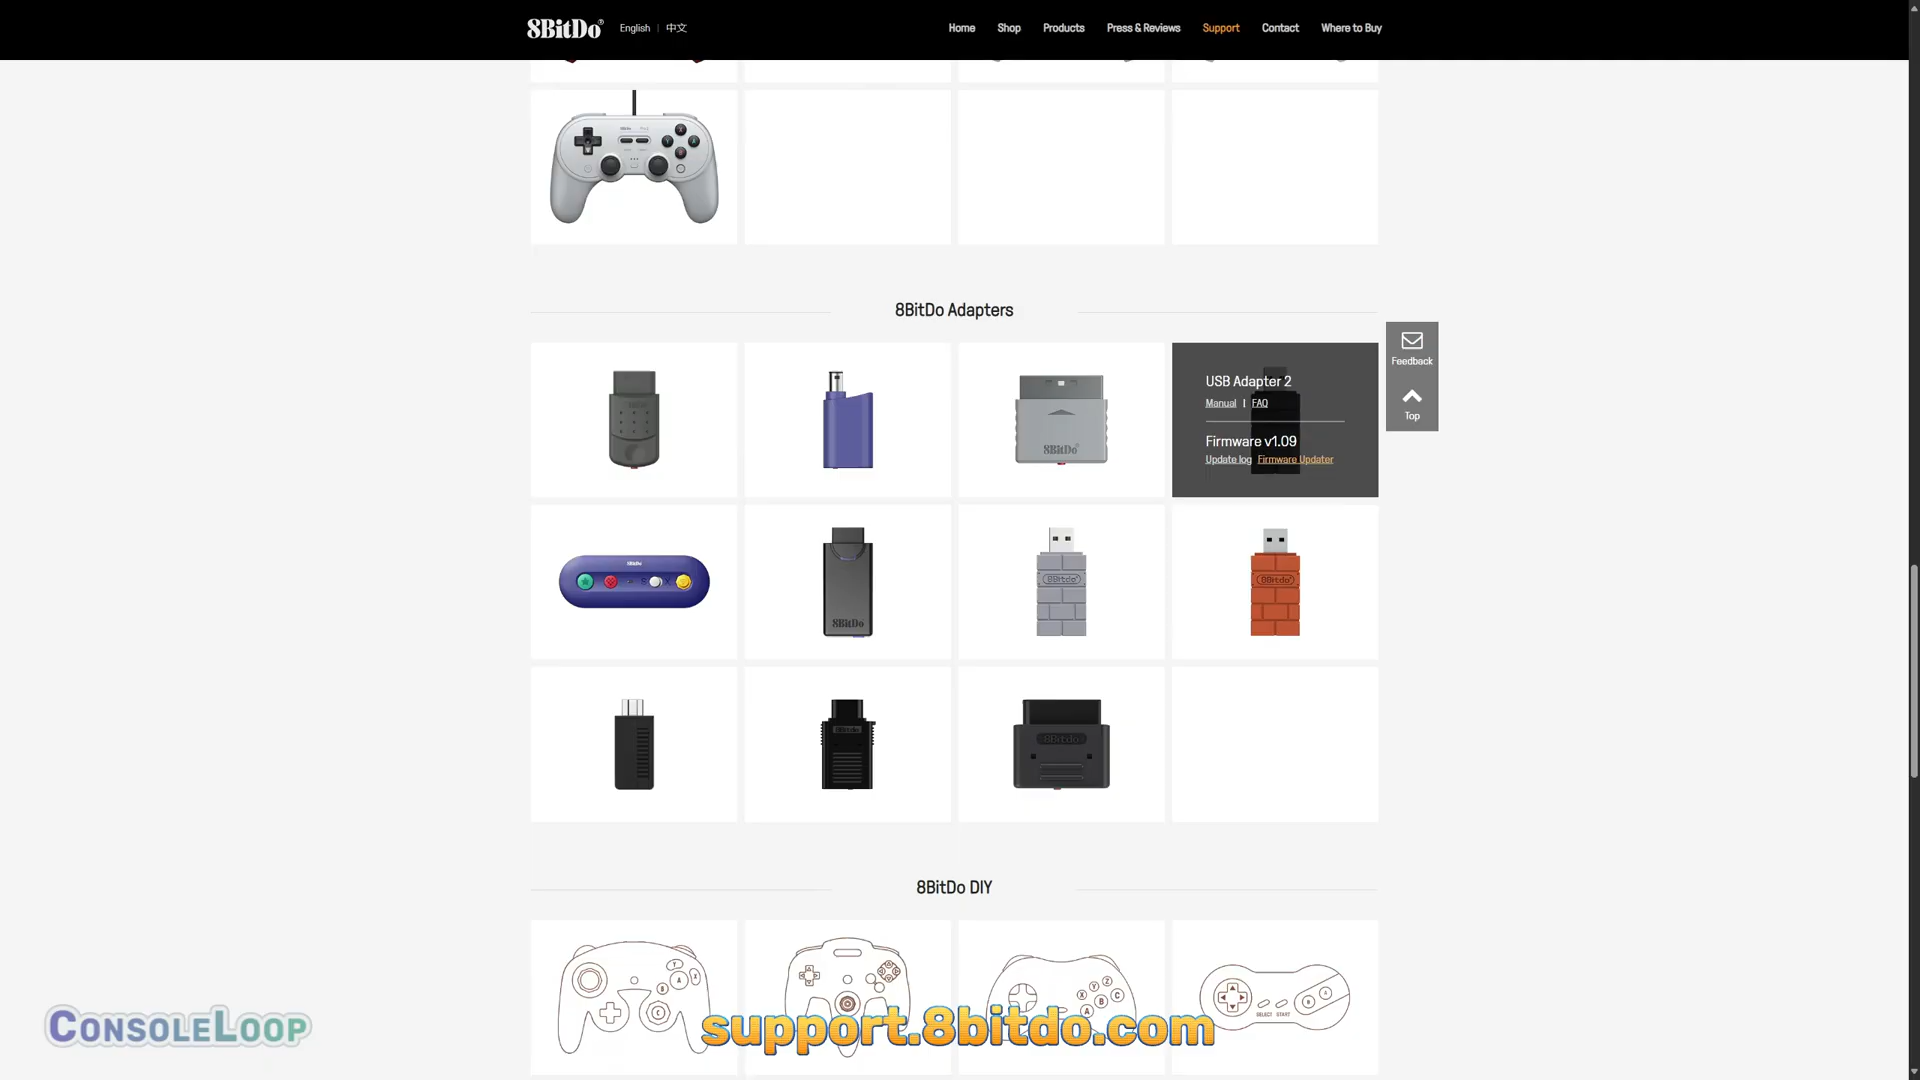 8BitDo®
English | 中文
Home Shop Products Press & Reviews Support Contact Where to Buy
8BitDo Adapters
USB Adapter 2
Manual | FAQ
Firmware v1.09
Update log Firmware Updater
Feedback
Top
8BitDo
8BitDo
8BitDo
8Bitdo
8Bitdo
8Bitdo
8Bitdo
8BitDo DIY
SELECT START
ConsoleLoop
support.8bitdo.com